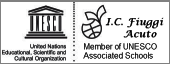 UNESCO
United Nations
Educational, Scientific and
Cultural Organization
I.C. Fiuggi
Acuto
Member of UNESCO
Associated Schools